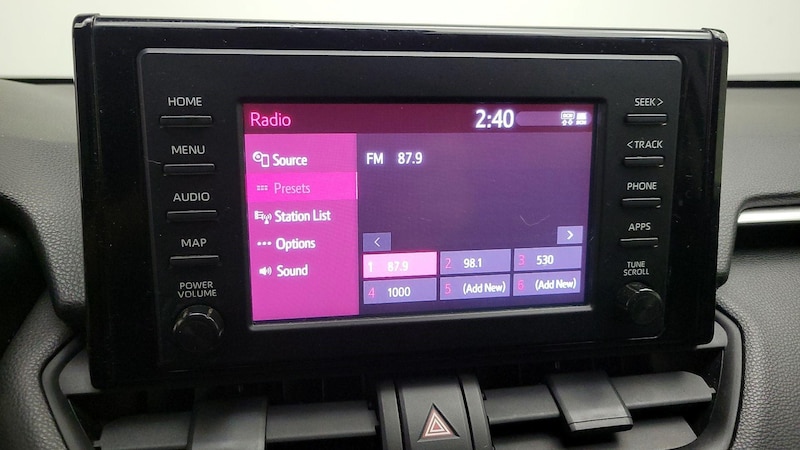 HOME
MENU
AUDIO
MAP
POWER
VOLUME
Radio
2:40
Source
Presets
Station List
Options
Sound
FM 87.9
<
>
1 87.9
2 98.1
3 530
4 1000
5 (Add New)
6 (Add New)
SEEK >
< TRACK
PHONE
APPS
TUNE
SCROLL